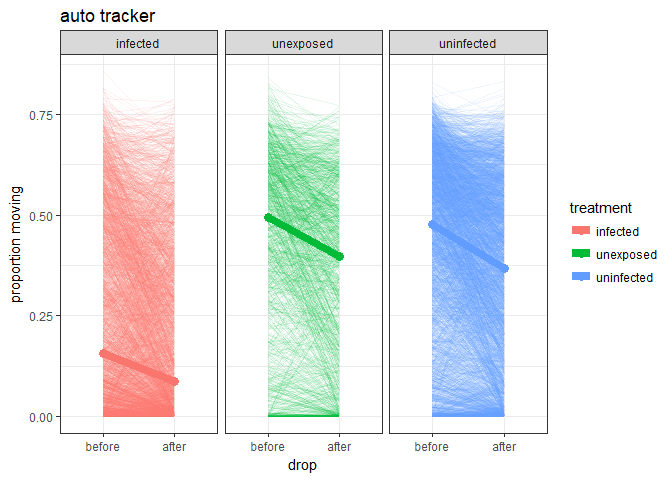 auto tracker
infected unexposed uninfected
proportion moving
0.75
0.50
0.25
0.00
before after before after before after
drop
treatment
infected
unexposed
uninfected